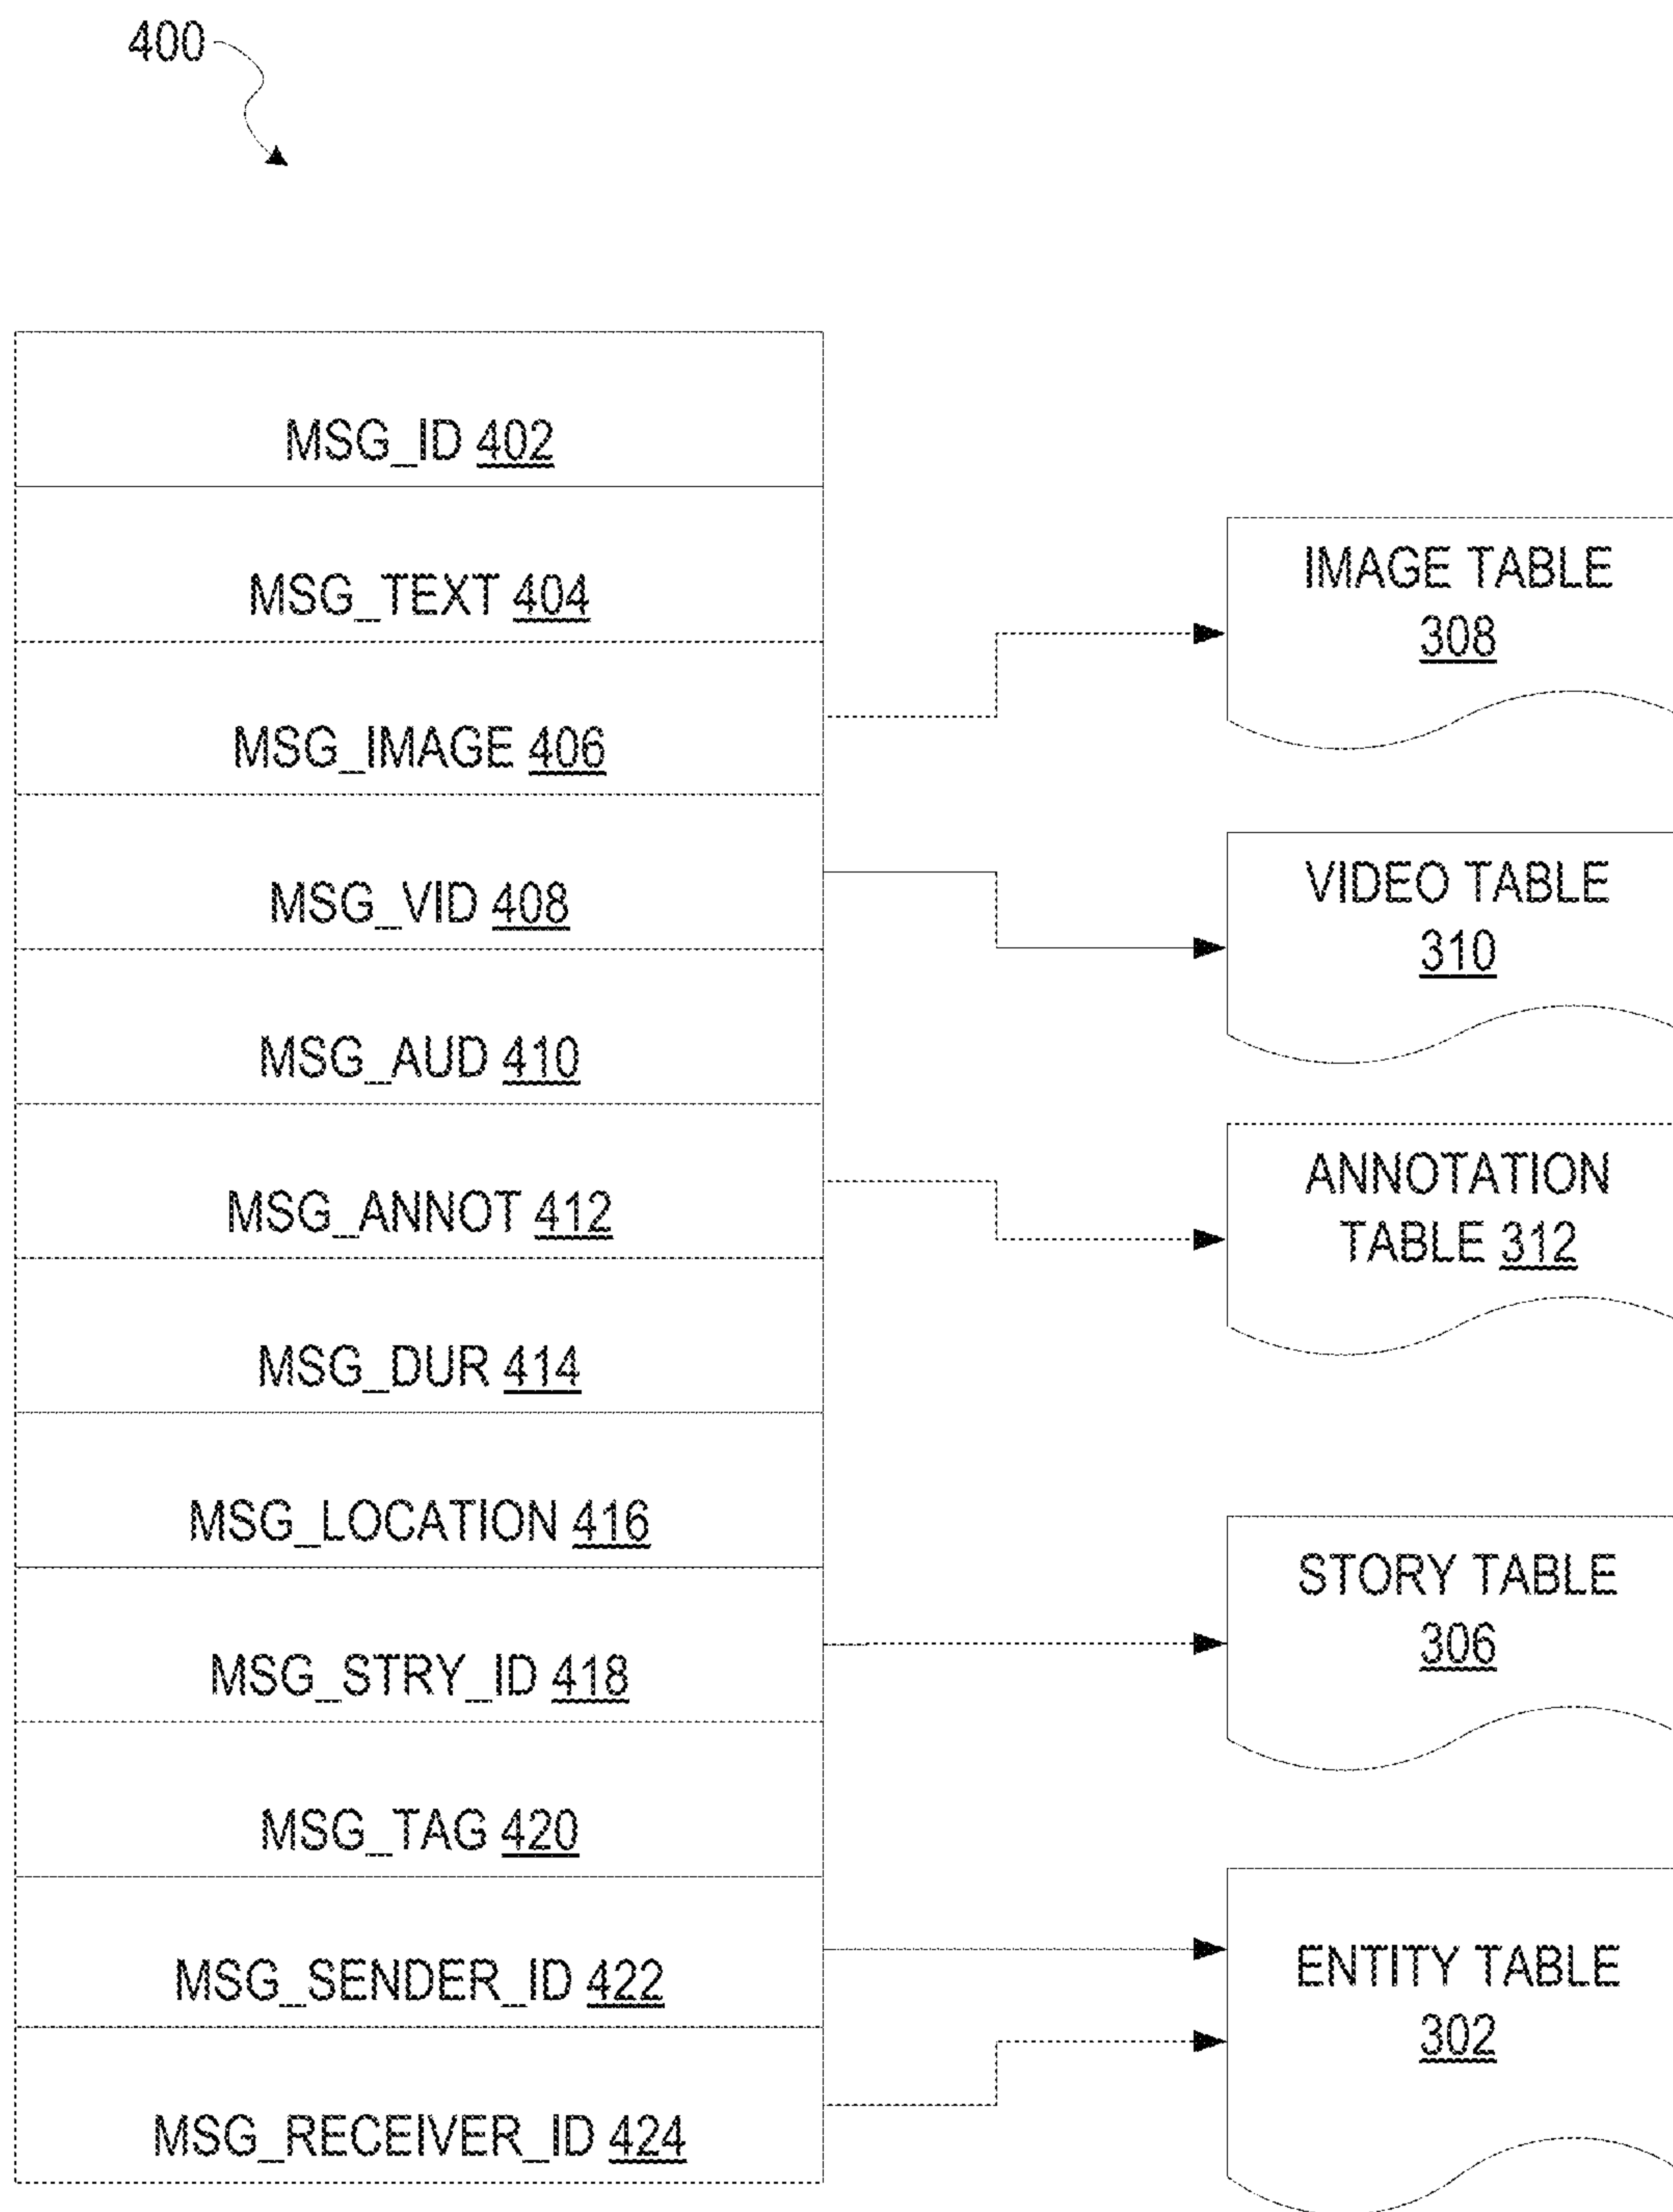 400
MSG_ID 402
MSG_TEXT 404
MSG_IMAGE 406
MSG_VID 408
MSG_AUD 410
MSG_ANNOT 412
MSG_DUR 414
MSG_LOCATION 416
MSG_STRY_ID 418
MSG_TAG 420
MSG_SENDER_ID 422
MSG_RECEIVER_ID 424
IMAGE TABLE
308
VIDEO TABLE
310
ANNOTATION
TABLE 312
STORY TABLE
306
ENTITY TABLE
302